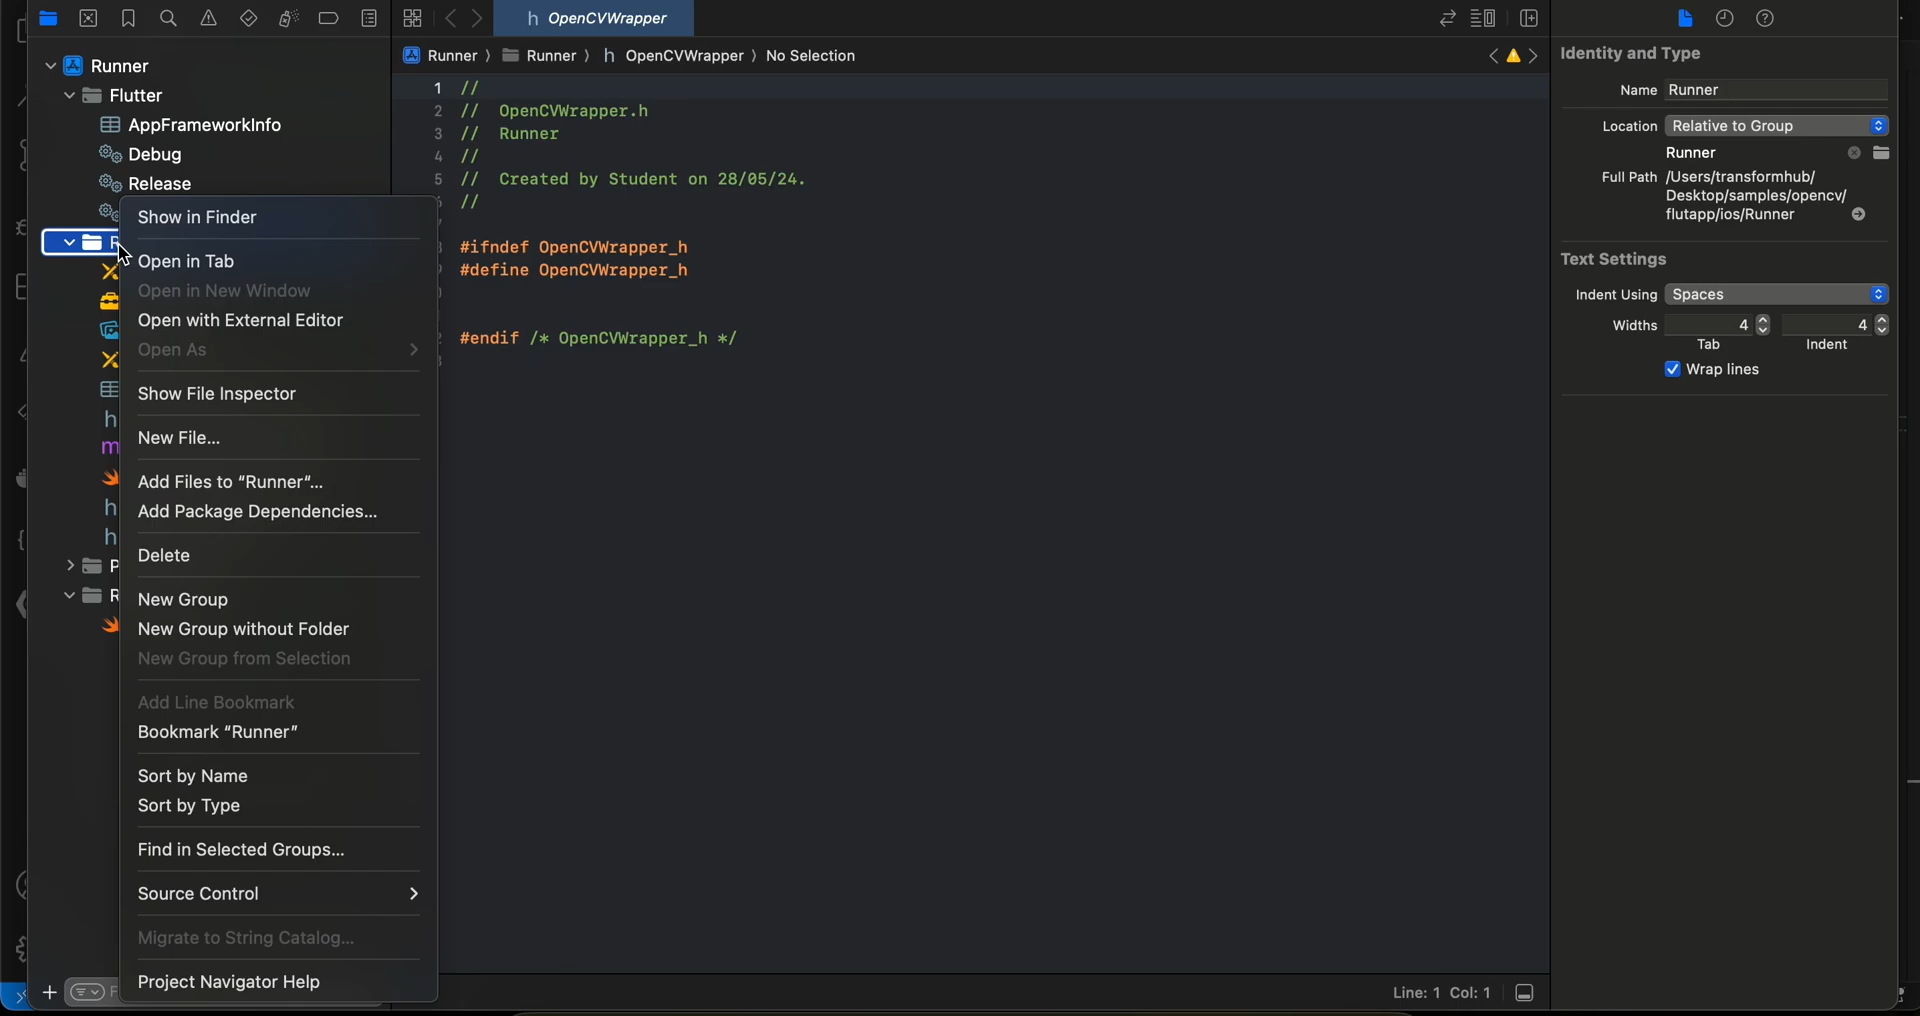 h OpenCVWrapper
Runner
Flutter
AppFrameworkInfo
Debug
Release
Show in Finder
Open in Tab
Open in New Window
Open with External Editor
Open As
Show File Inspector
New File...
Add Files to "Runner"...
Add Package Dependencies...
Delete
New Group
New Group without Folder
New Group from Selection
Add Line Bookmark
Bookmark "Runner"
Sort by Name
Sort by Type
Find in Selected Groups...
Source Control
Migrate to String Catalog...
Project Navigator Help
R
h
m
h
h
P
R
F
Runner 〉 Runner 〉 h OpenCVWrapper 〉 No Selection
1 //
2 // OpenCVWrapper.h
3 // Runner
4 //
5 // Created by Student on 28/05/24.
//
#ifndef OpenCVWrapper_h
#define OpenCVWrapper_h
#endif /* OpenCVWrapper_h */
Line: 1 Col: 1
Identity and Type
Name Runner
Location Relative to Group
Runner
Full Path /Users/transformhub/
Desktop/samples/opencv/
flutapp/ios/Runner
Text Settings
Indent Using Spaces
Widths 4 4
Tab Indent
Wrap lines